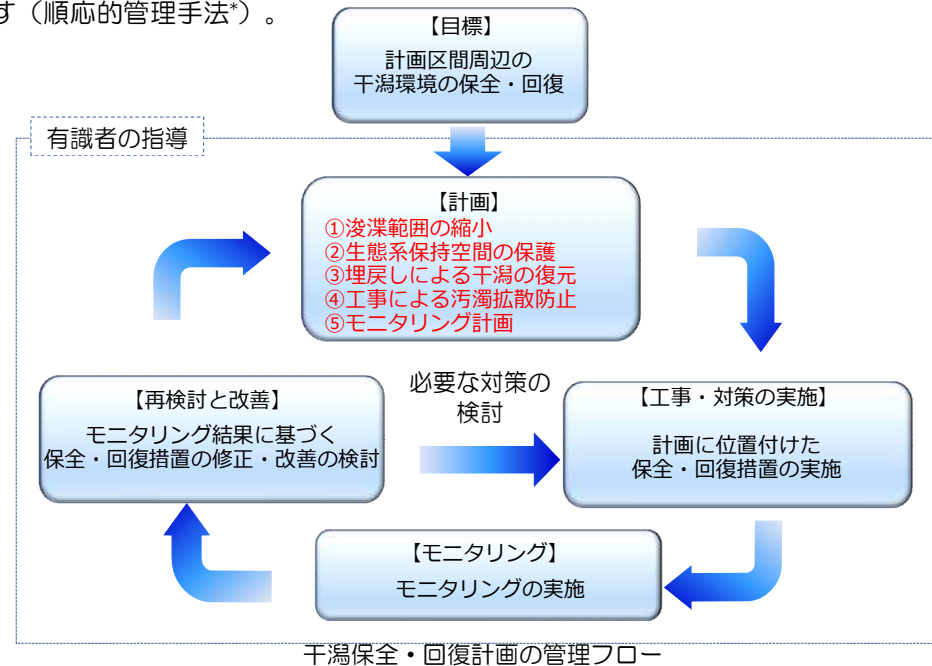 す（順応的管理手法*）。
【目標】
計画区間周辺の
干潟環境の保全・回復
有識者の指導
【計画】
①浚渫範囲の縮小
②生態系保持空間の保護
③埋戻しによる干潟の復元
④工事による汚濁拡散防止
⑤モニタリング計画
必要な対策の
検討
【再検討と改善】
モニタリング結果に基づく
保全・回復措置の修正・改善の検討
【工事・対策の実施】
計画に位置付けた
保全・回復措置の実施
【モニタリング】
モニタリングの実施
干潟保全・回復計画の管理フロー